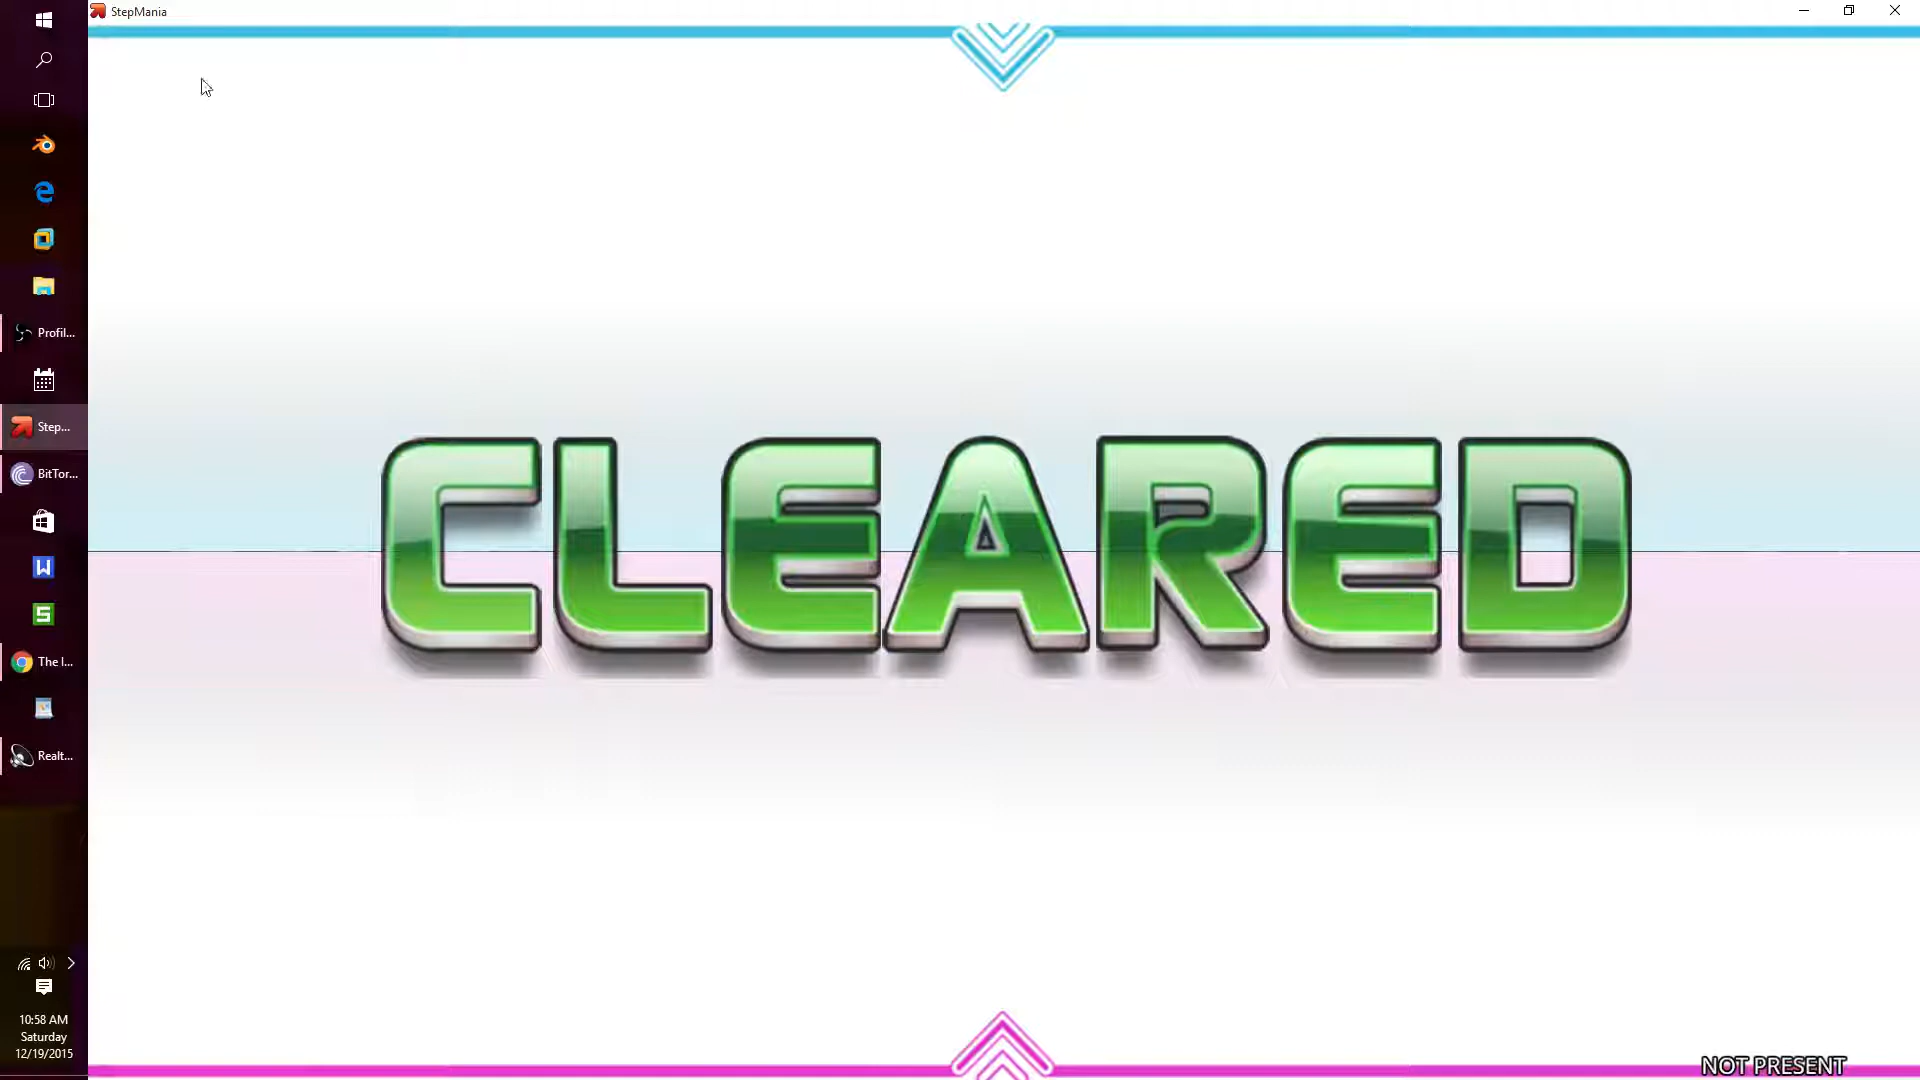 StepMania
Profil...
Step...
BitTor...
The I...
Realt...
10:58 AM
Saturday
12/19/2015
CLEARED
NOT PRESENT